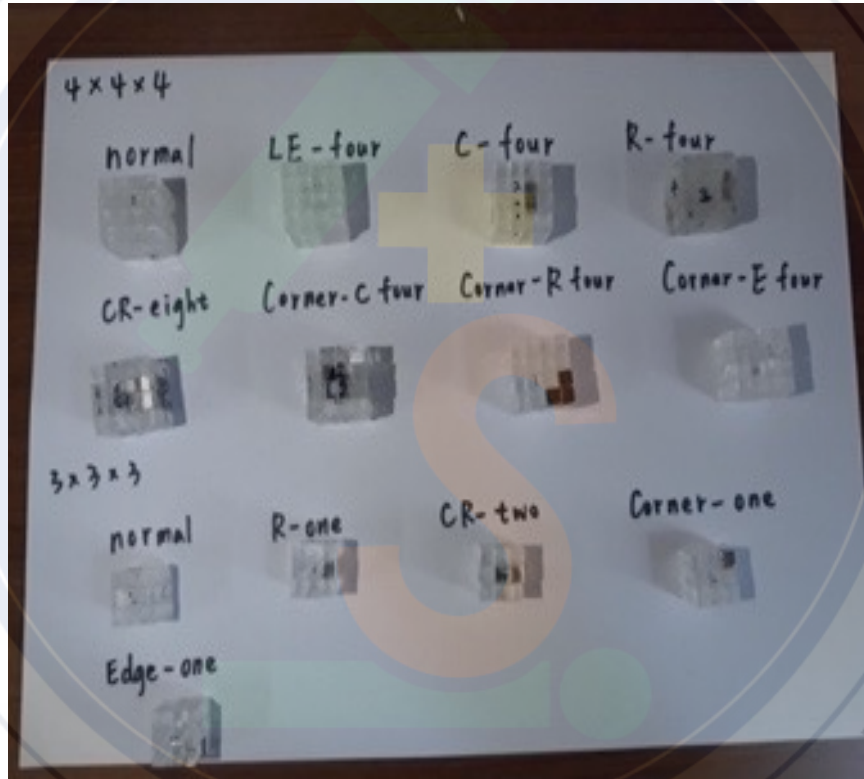 4 × 4 × 4
normal LE-four C-four R-four
CR-eight Corner-C four Corner-R four Corner-E four
3 × 3 × 3
normal R-one CR-two Corner-one
Edge-one